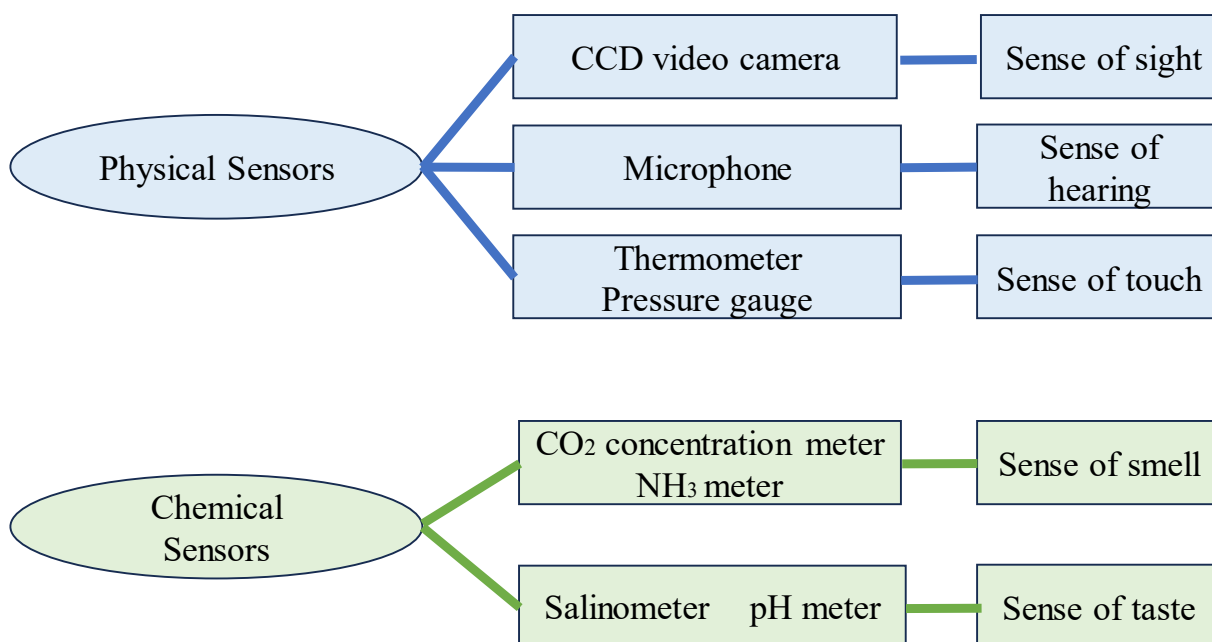 Physical Sensors
CCD video camera
Sense of sight
Microphone
Sense of
hearing
Thermometer
Pressure gauge
Sense of touch
Chemical
Sensors
CO₂ concentration meter
NH₃ meter
Sense of smell
Salinometer pH meter
Sense of taste